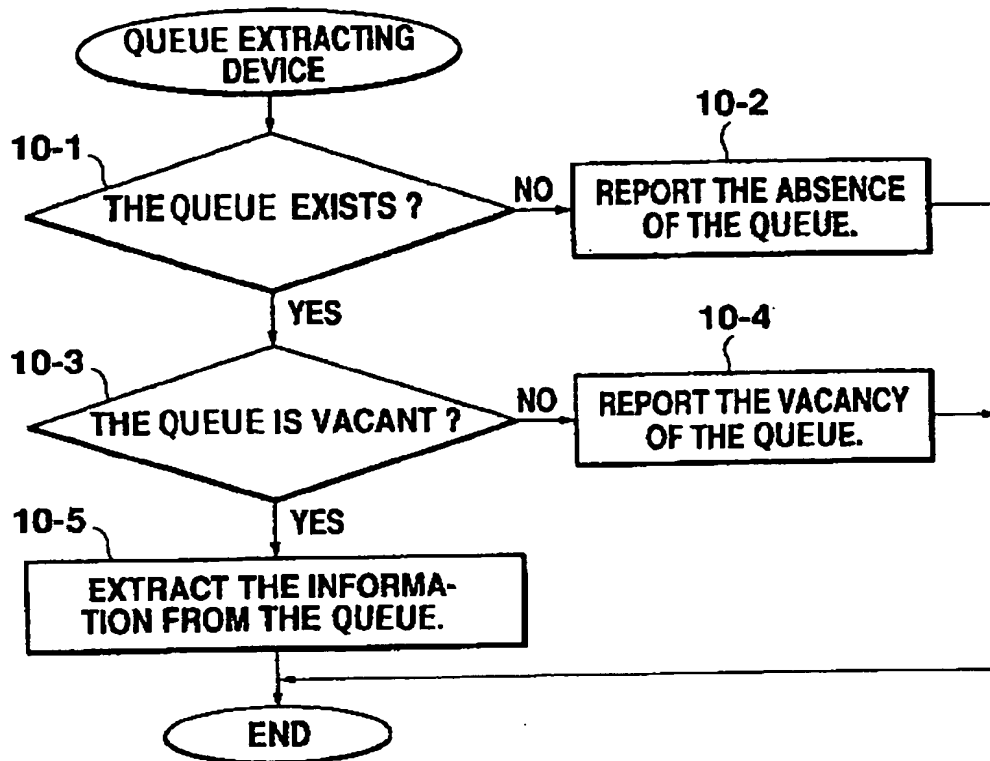 QUEUE EXTRACTING
DEVICE
10-1
THE QUEUE EXISTS ?
NO
10-2
REPORT THE ABSENCE
OF THE QUEUE.
YES
10-3
THE QUEUE IS VACANT ?
NO
10-4
REPORT THE VACANCY
OF THE QUEUE.
YES
10-5
EXTRACT THE INFORMA-
TION FROM THE QUEUE.
END